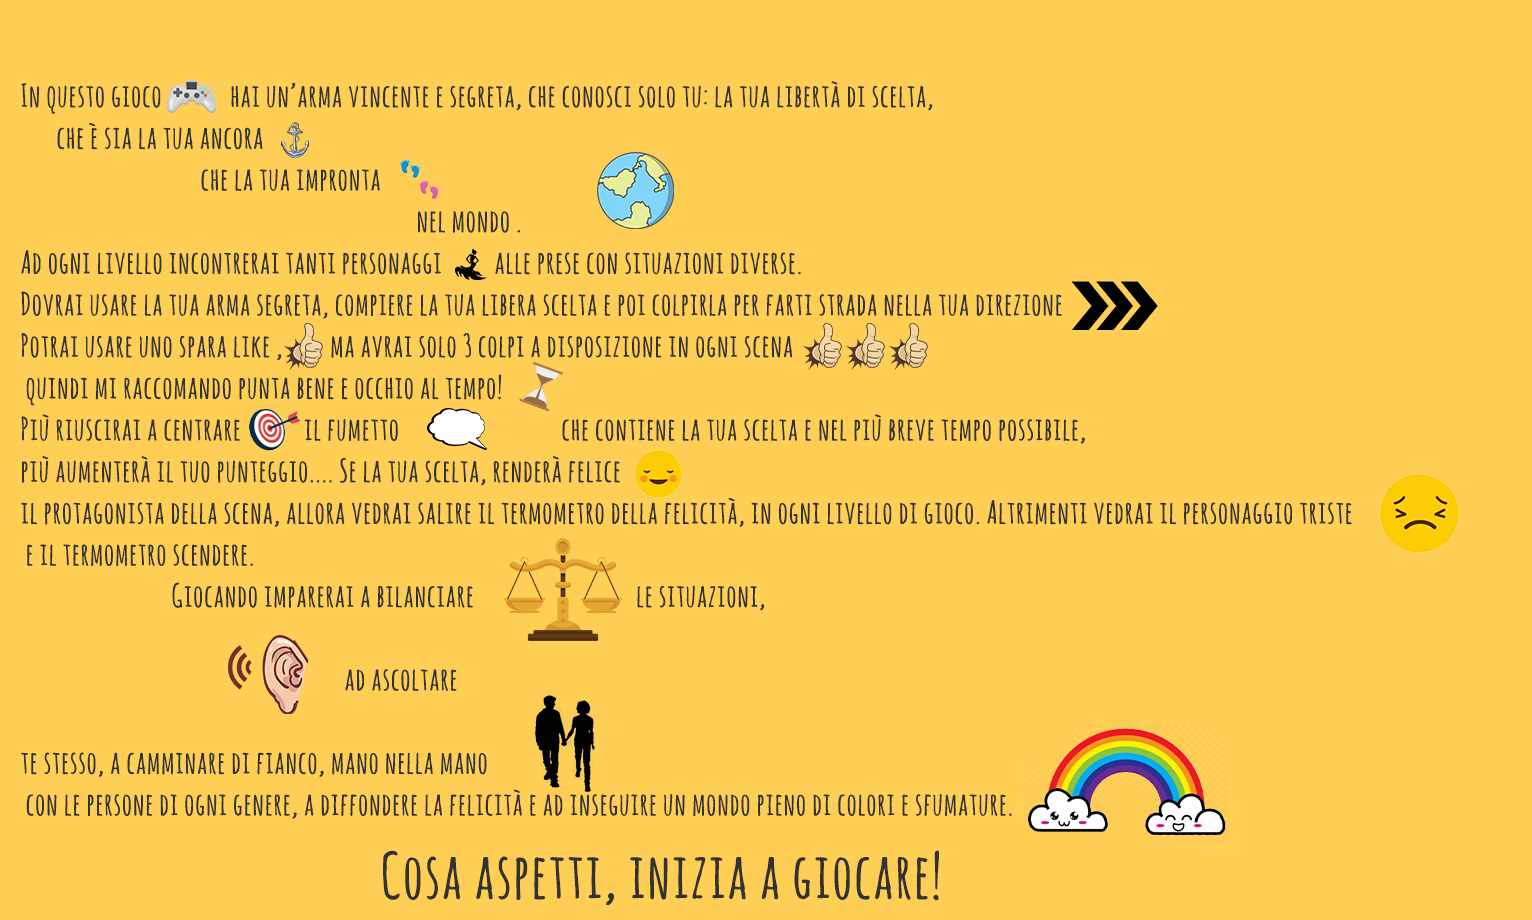 In questo gioco hai un'arma vincente e segreta, che conosci solo tu: la tua libertà di scelta,
che è sia la tua ancora
che la tua impronta
nel mondo .
Ad ogni livello incontrerai tanti personaggi alle prese con situazioni diverse.
Dovrai usare la tua arma segreta, compiere la tua libera scelta e poi colpirla per farti strada nella tua direzione
Potrai usare uno spara like , ma avrai solo 3 colpi a disposizione in ogni scena
quindi mi raccomando punta bene e occhio al tempo!
Più riuscirai a centrare il fumetto che contiene la tua scelta e nel più breve tempo possibile,
più aumenterà il tuo punteggio.... Se la tua scelta, renderà felice
il protagonista della scena, allora vedrai salire il termometro della felicità, in ogni livello di gioco. Altrimenti vedrai il personaggio triste
e il termometro scendere.
Giocando imparerai a bilanciare le situazioni,
ad ascoltare
te stesso, a camminare di fianco, mano nella mano
con le persone di ogni genere, a diffondere la felicità e ad inseguire un mondo pieno di colori e sfumature.
Cosa aspetti, inizia a giocare!